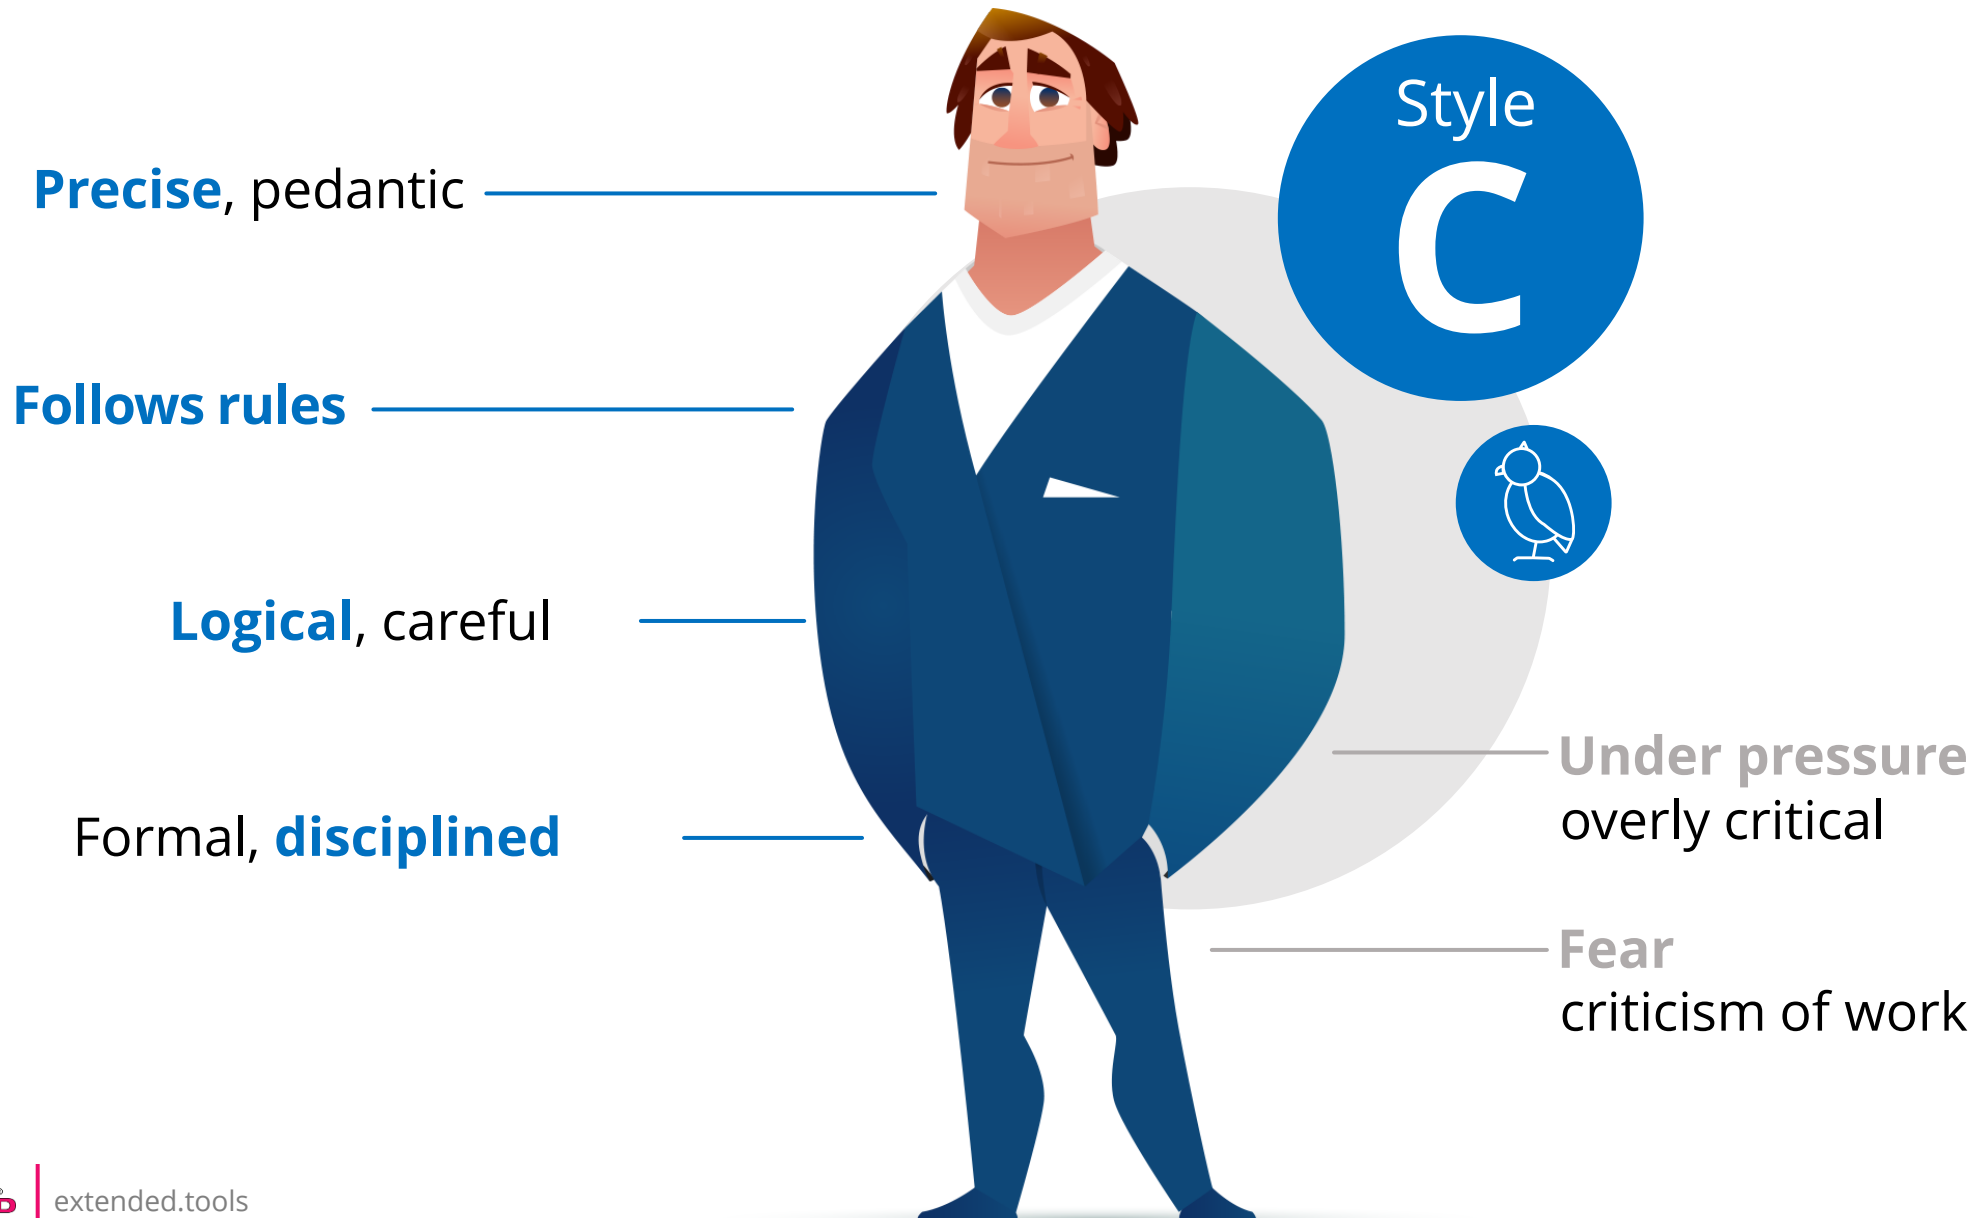 Style
C
Precise, pedantic
Follows rules
Logical, careful
Formal, disciplined
Under pressure
overly critical
Fear
criticism of work
extended.tools